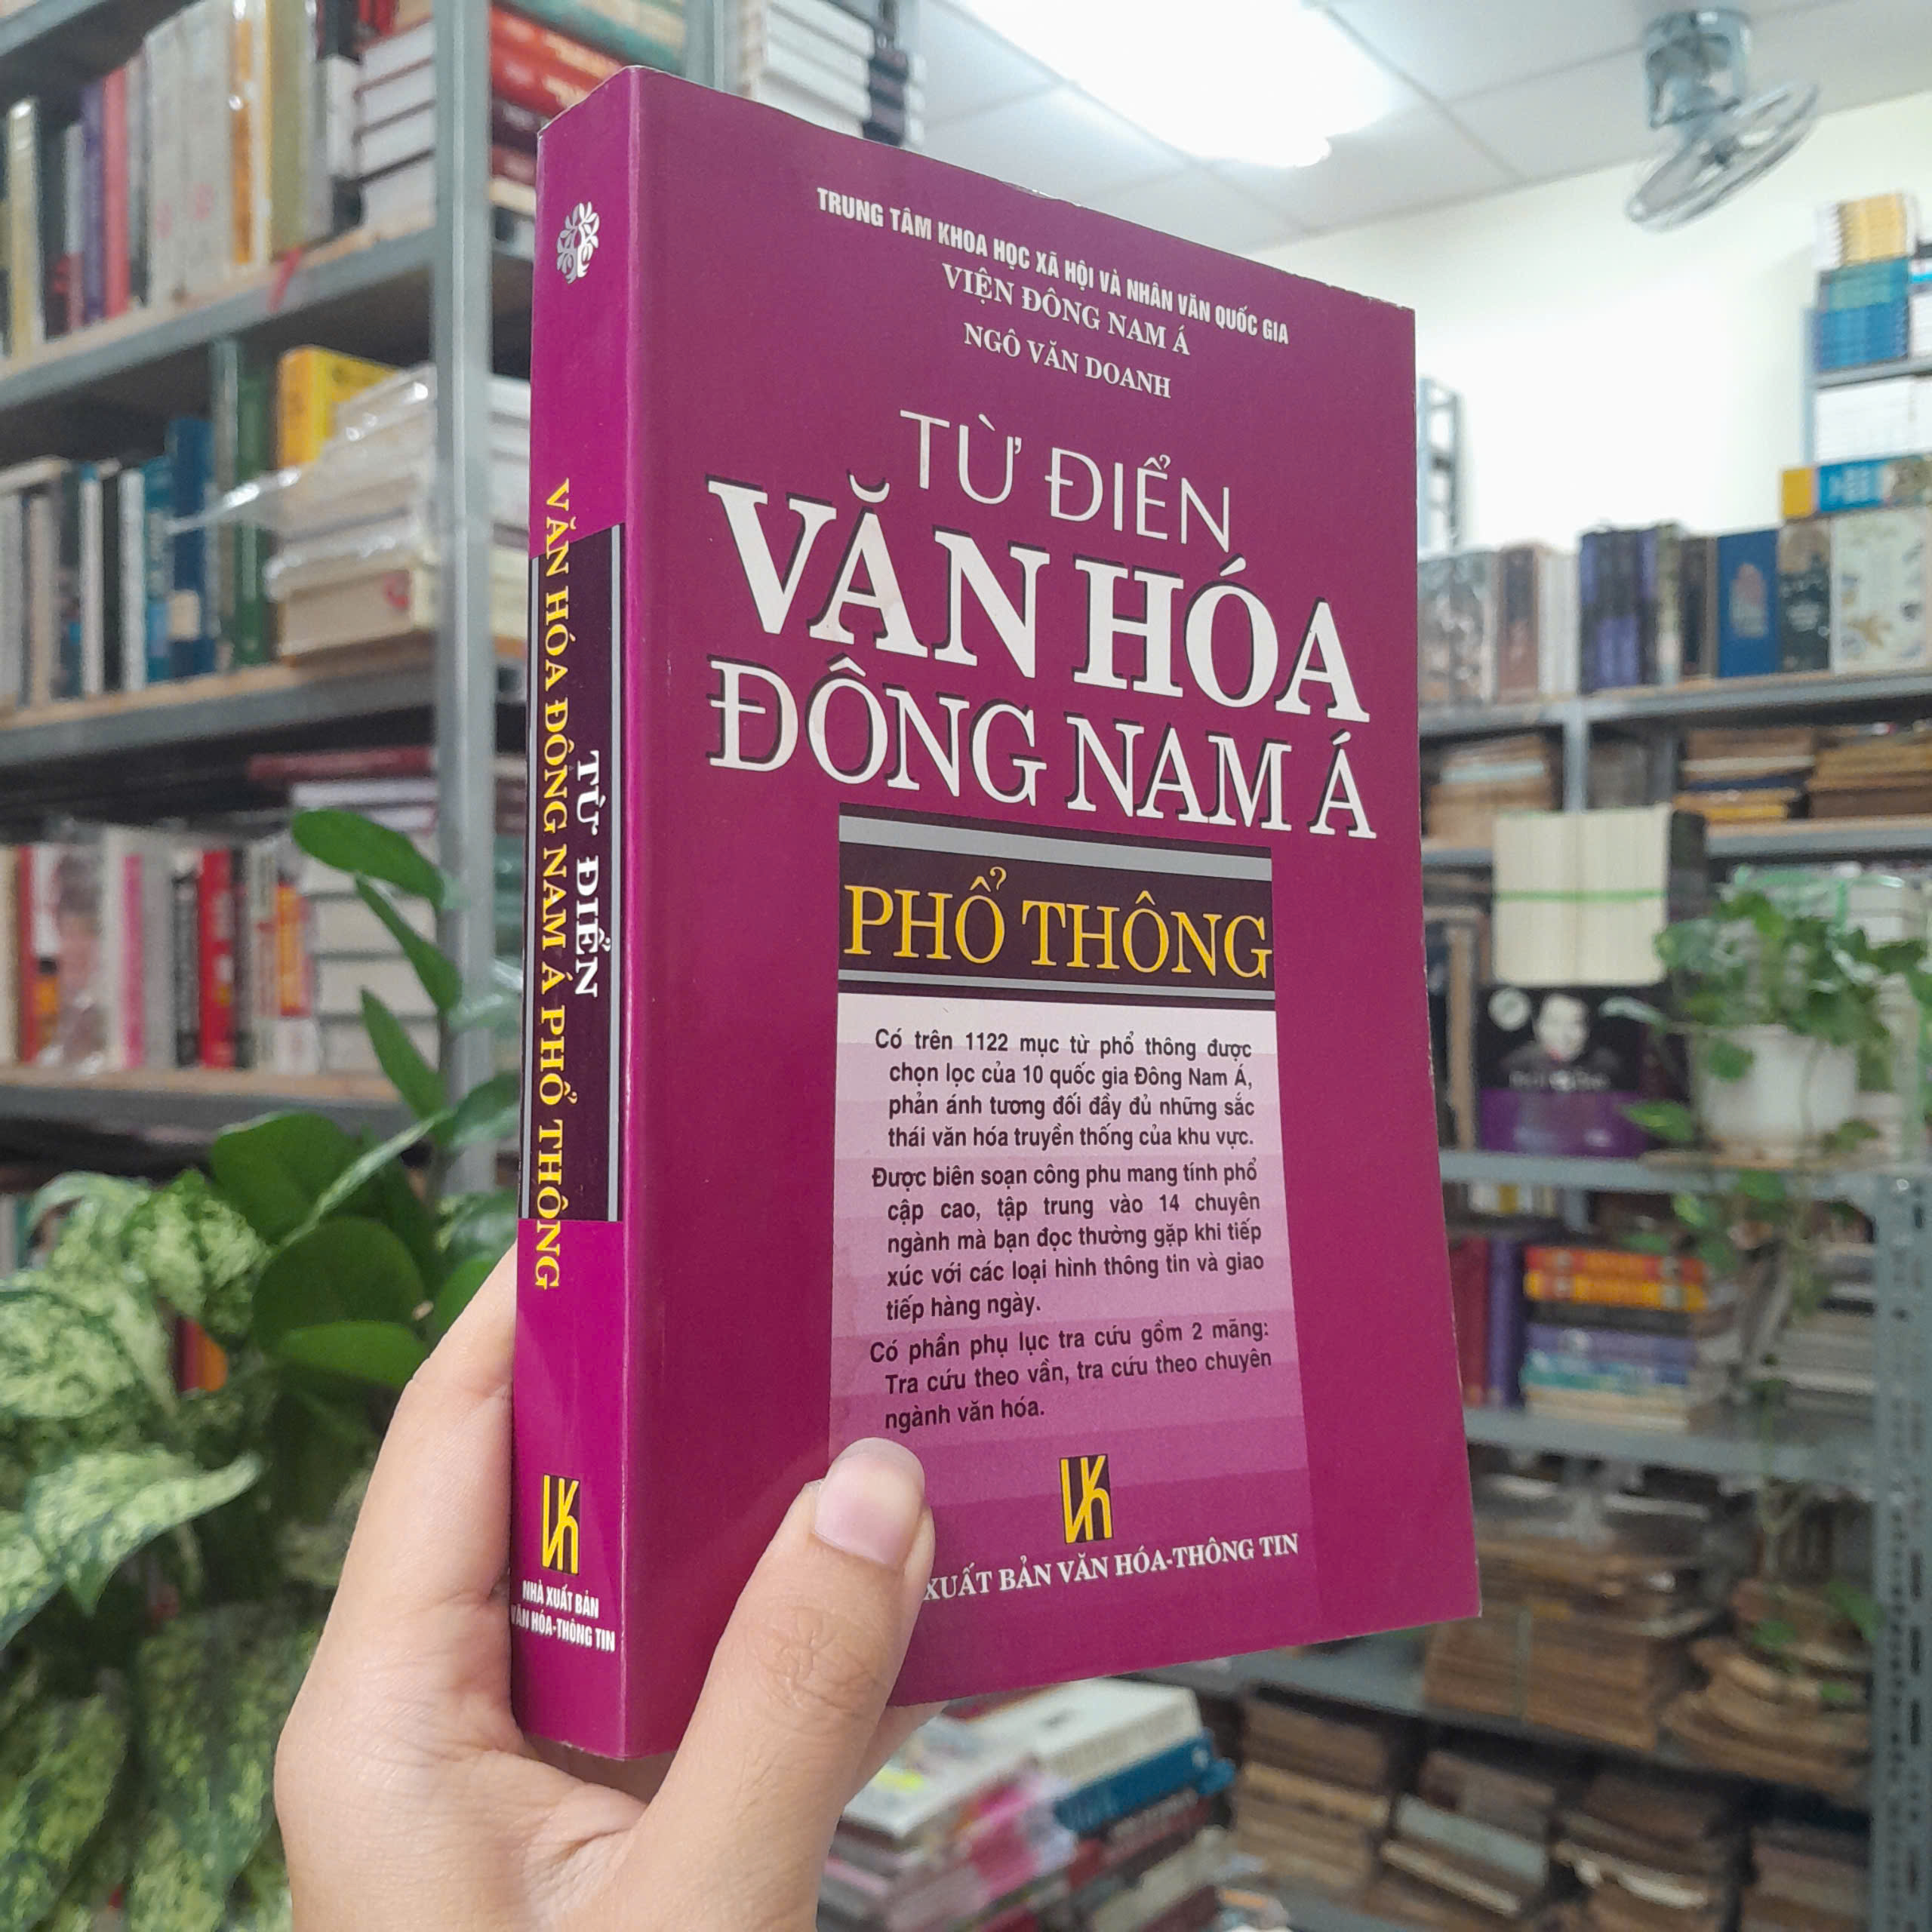 TRUNG TÂM KHOA HỌC XÃ HỘI VÀ NHÂN VĂN QUỐC GIA
VIỆN ĐÔNG NAM Á
NGÔ VĂN DOANH
TỪ ĐIỂN
VĂN HÓA
ĐÔNG NAM Á
PHỔ THÔNG
Có trên 1122 mục từ phổ thông được
chọn lọc của 10 quốc gia Đông Nam Á,
phản ánh tương đối đầy đủ những sắc
thái văn hóa truyền thống của khu vực.
Được biên soạn công phu mang tính phổ
cập cao, tập trung vào 14 chuyên
ngành mà bạn đọc thường gặp khi tiếp
xúc với các loại hình thông tin và giao
tiếp hàng ngày.
Có phần phụ lục tra cứu gồm 2 mãng:
Tra cứu theo vần, tra cứu theo chuyên
ngành văn hóa.
XUẤT BẢN VĂN HÓA-THÔNG TIN
TỪ ĐIỂN
VĂN HÓA ĐÔNG NAM Á PHỔ THÔNG
NHÀ XUẤT BẢN
VĂN HÓA-THÔNG TIN